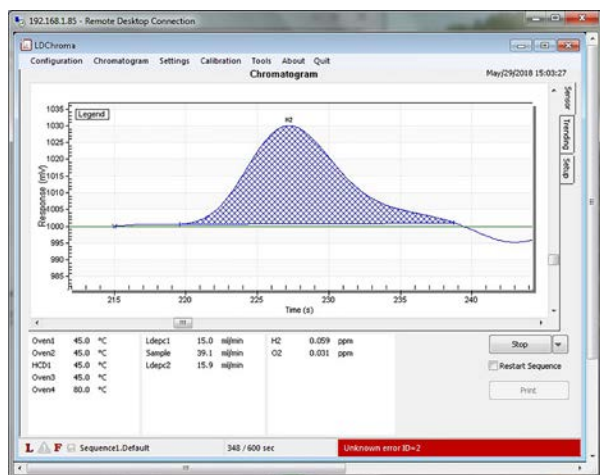 192.168.1.85 - Remote Desktop Connection
LDChroma
Configuration Chromatogram Settings Calibration Tools About Quit
Chromatogram May/29/2018 15:03:27
Legend
H2
Response (mV)
1035
1030
1025
1020
1015
1010
1005
1000
995
990
985
215 220 225 230 235 240
Time (s)
Sensor
Trending
Setup
Oven1 45.0 °C Ldepc1 15.0 ml/min H2 0.059 ppm
Oven2 45.0 °C Sample 39.1 ml/min O2 0.031 ppm
HCD1 45.0 °C Ldepc2 15.9 ml/min
Oven3 45.0 °C
Oven4 80.0 °C
Stop
Restart Sequence
Print
L F Sequence1.Default 348 / 600 sec Unknown error ID=2